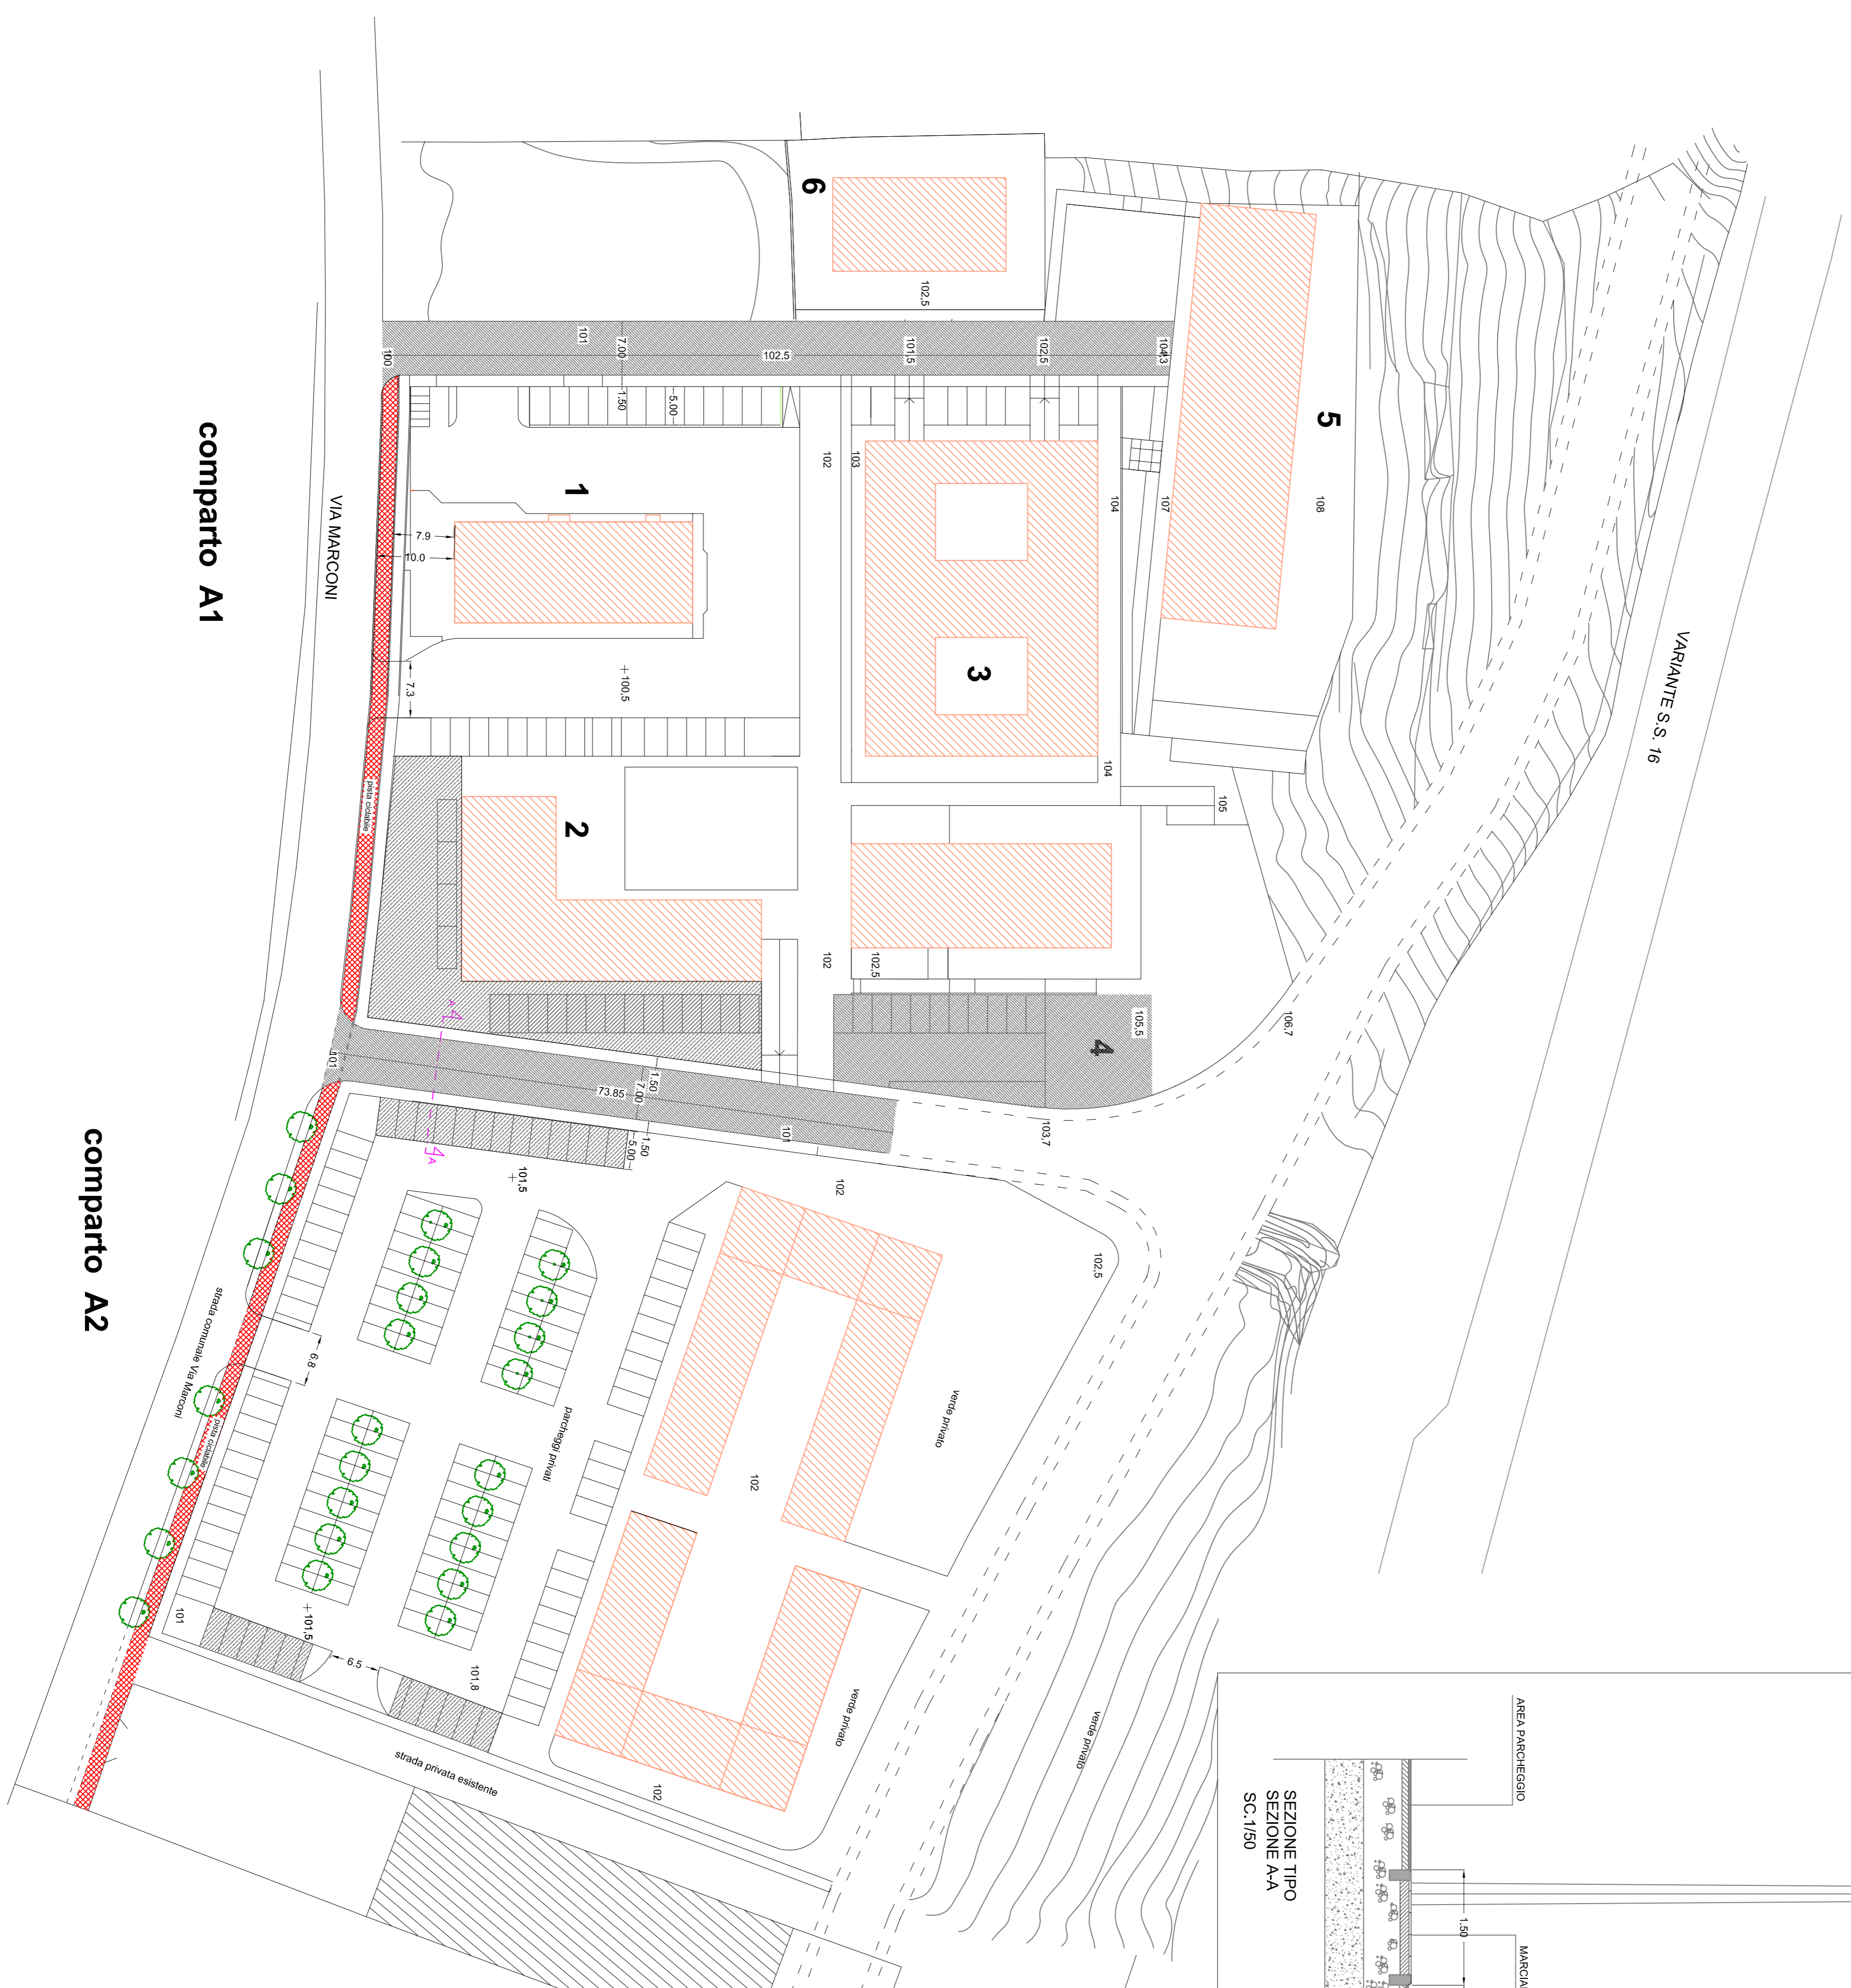 comparto A1
comparto A2
VIA MARCONI
VARIANTE S.S. 16
6
5
1
3
2
4
102,5
101
7.00
100
102.5
101,5
102,5
104,3
1.50
5.00
102
103
104
107
108
7.9
10.0
7.3
100,5
104
105
pista ciclabile
102
102,5
105,5
106,7
103,7
A
A
101
73.85
1.50
7.00
1.50
5.00
101
101,5
102
102,5
6.8
strada comunale Via Marconi
pista ciclabile
parcheggi privati
verde privato
102
101
101,5
6.5
101,8
verde privato
verde privato
102
strada privata esistente
AREA PARCHEGGIO
SEZIONE TIPO
SEZIONE A-A
SC.1/50
1.50
MARCIA